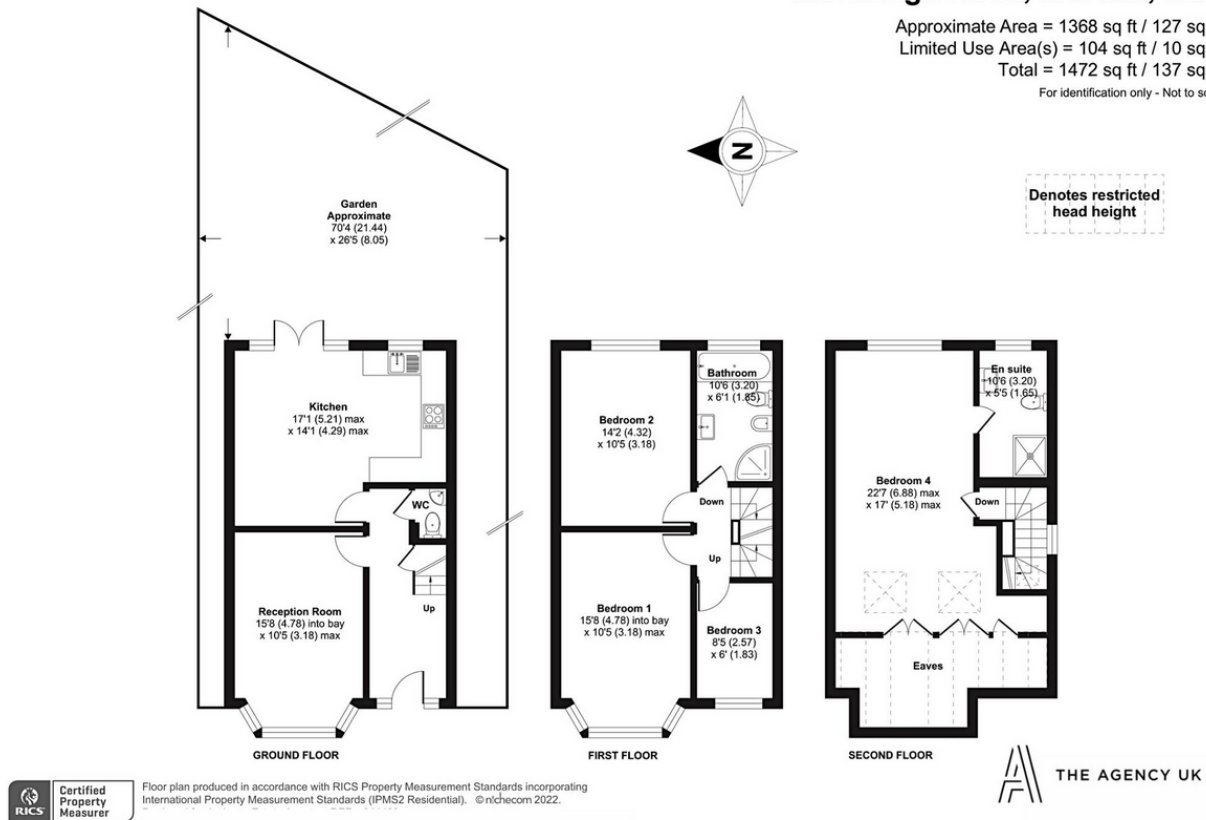 Approximate Area = 1368 sq ft / 127 sq
Limited Use Area(s) = 104 sq ft / 10 sq
Total = 1472 sq ft / 137 sq
For identification only - Not to sc
N
Denotes restricted
head height
Garden
Approximate
70'4 (21.44)
x 26'5 (8.05)
Kitchen
17'1 (5.21) max
x 14'1 (4.29) max
WC
Reception Room
15'8 (4.78) into bay
x 10'5 (3.18) max
Up
GROUND FLOOR
Bedroom 2
14'2 (4.32)
x 10'5 (3.18)
Bathroom
10'6 (3.20)
x 6'1 (1.85)
Down
Up
Bedroom 1
15'8 (4.78) into bay
x 10'5 (3.18) max
Bedroom 3
8'5 (2.57)
x 6' (1.83)
FIRST FLOOR
En suite
10'6 (3.20)
x 5'5 (1.65)
Bedroom 4
22'7 (6.88) max
x 17' (5.18) max
Down
Eaves
SECOND FLOOR
RICS
Certified
Property
Measurer
Floor plan produced in accordance with RICS Property Measurement Standards incorporating
International Property Measurement Standards (IPMS2 Residential). © nichecom 2022.
THE AGENCY UK